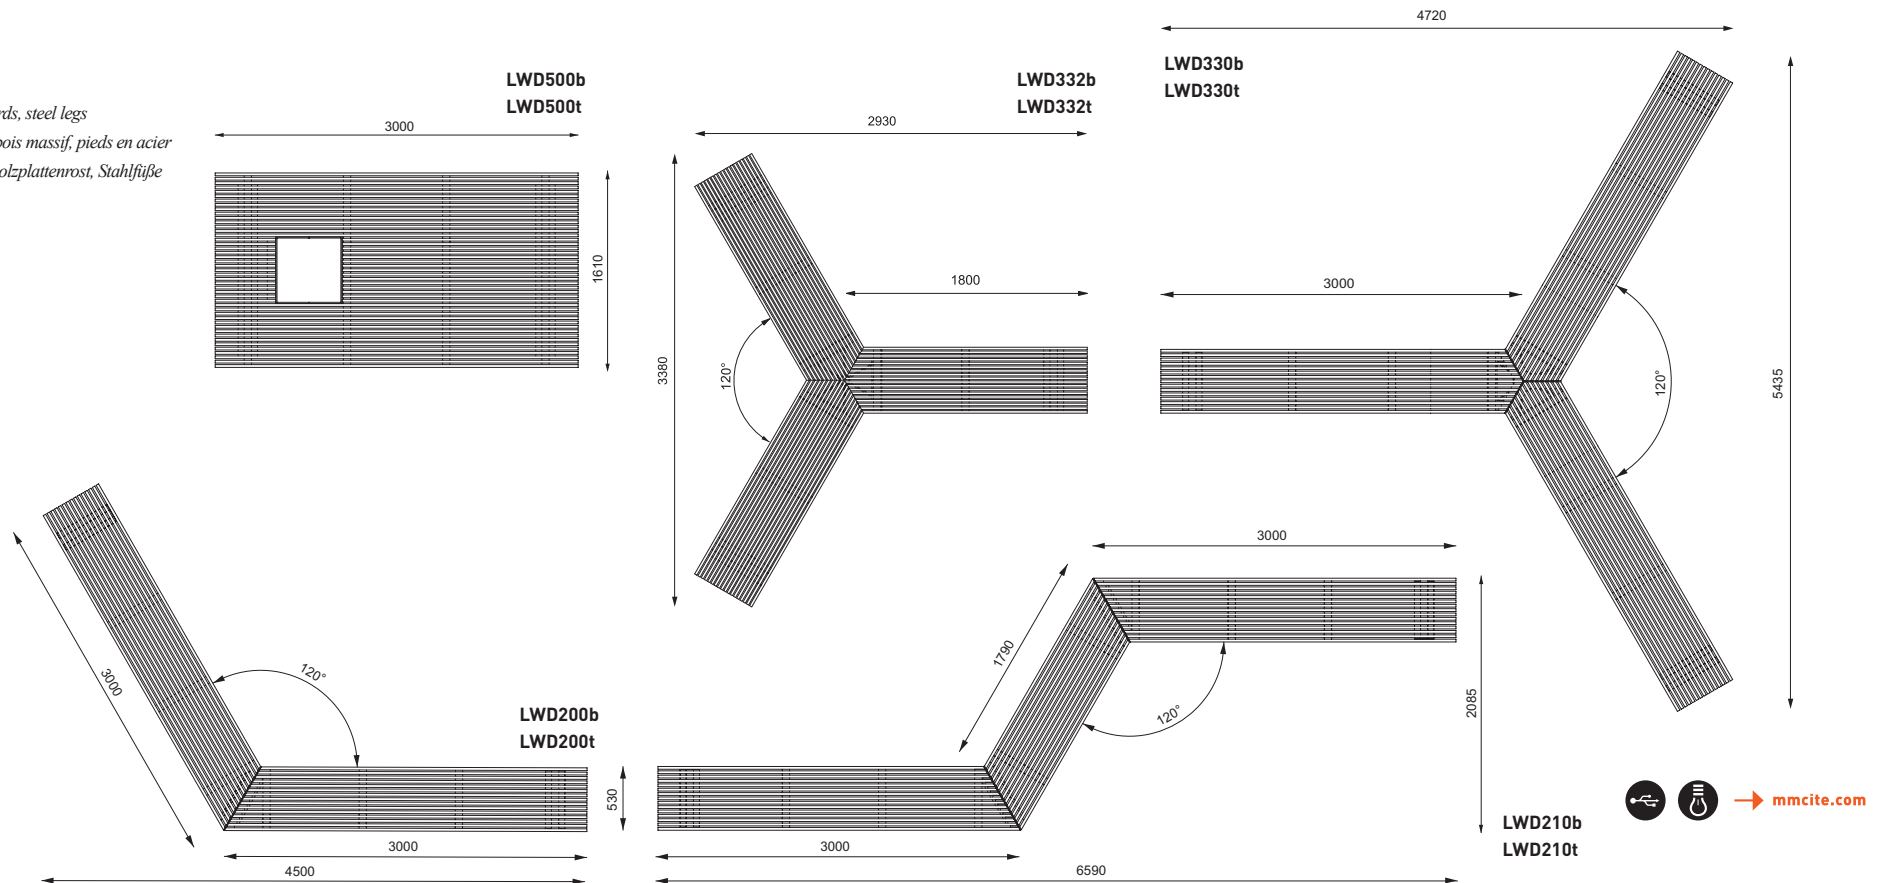 rds, steel legs
bois massif, pieds en acier
olzplattenrost, Stahlfüße
LWD500b
LWD500t
3000
1610
LWD332b
LWD332t
2930
1800
3380
120°
4720
LWD330b
LWD330t
3000
120°
5435
3000
120°
LWD200b
LWD200t
530
3000
4500
3000
1790
120°
2085
3000
6590
LWD210b
LWD210t
mmcite.com